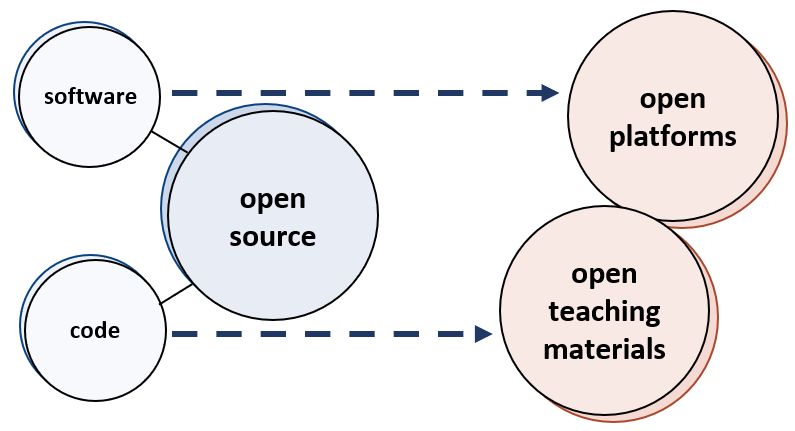 software
open
platforms
open
source
open
teaching
materials
code